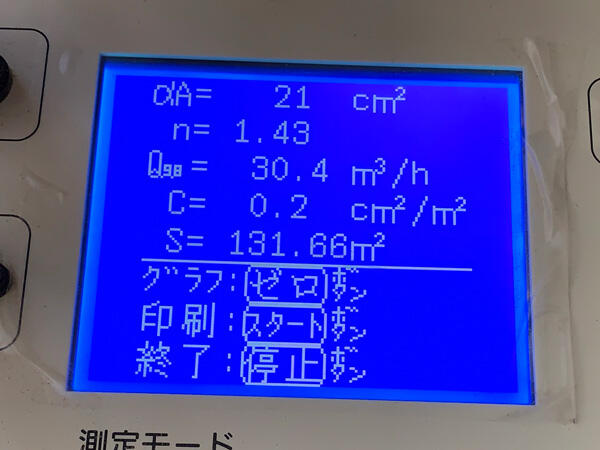 αA= 21 cm²
n= 1.43
Q₉.₈= 30.4 m³/h
C= 0.2 cm²/m²
S= 131.66m²
グラフ:ゼロボタン
印刷:スタートボタン
終了:停止ボタン
測定モード